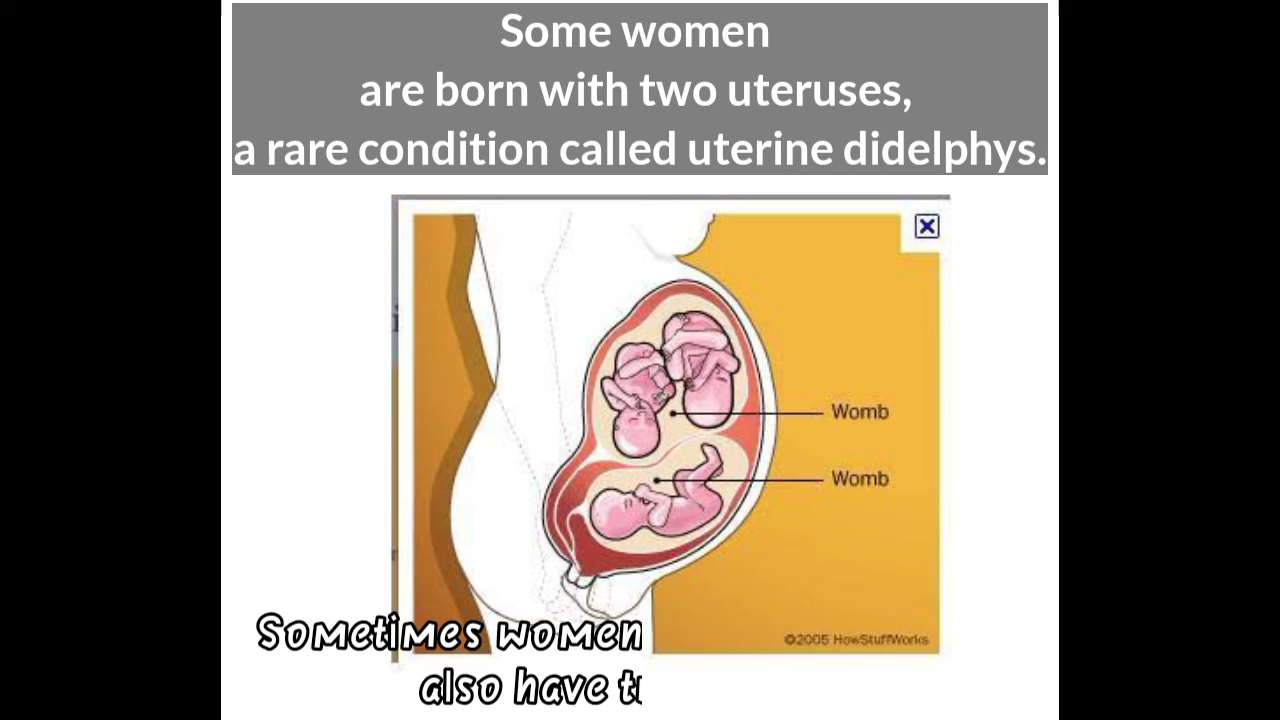 Some women
are born with two uteruses,
a rare condition called uterine didelphys.
Womb
Womb
©2005 HowStuffWorks
Sometimes women
also have